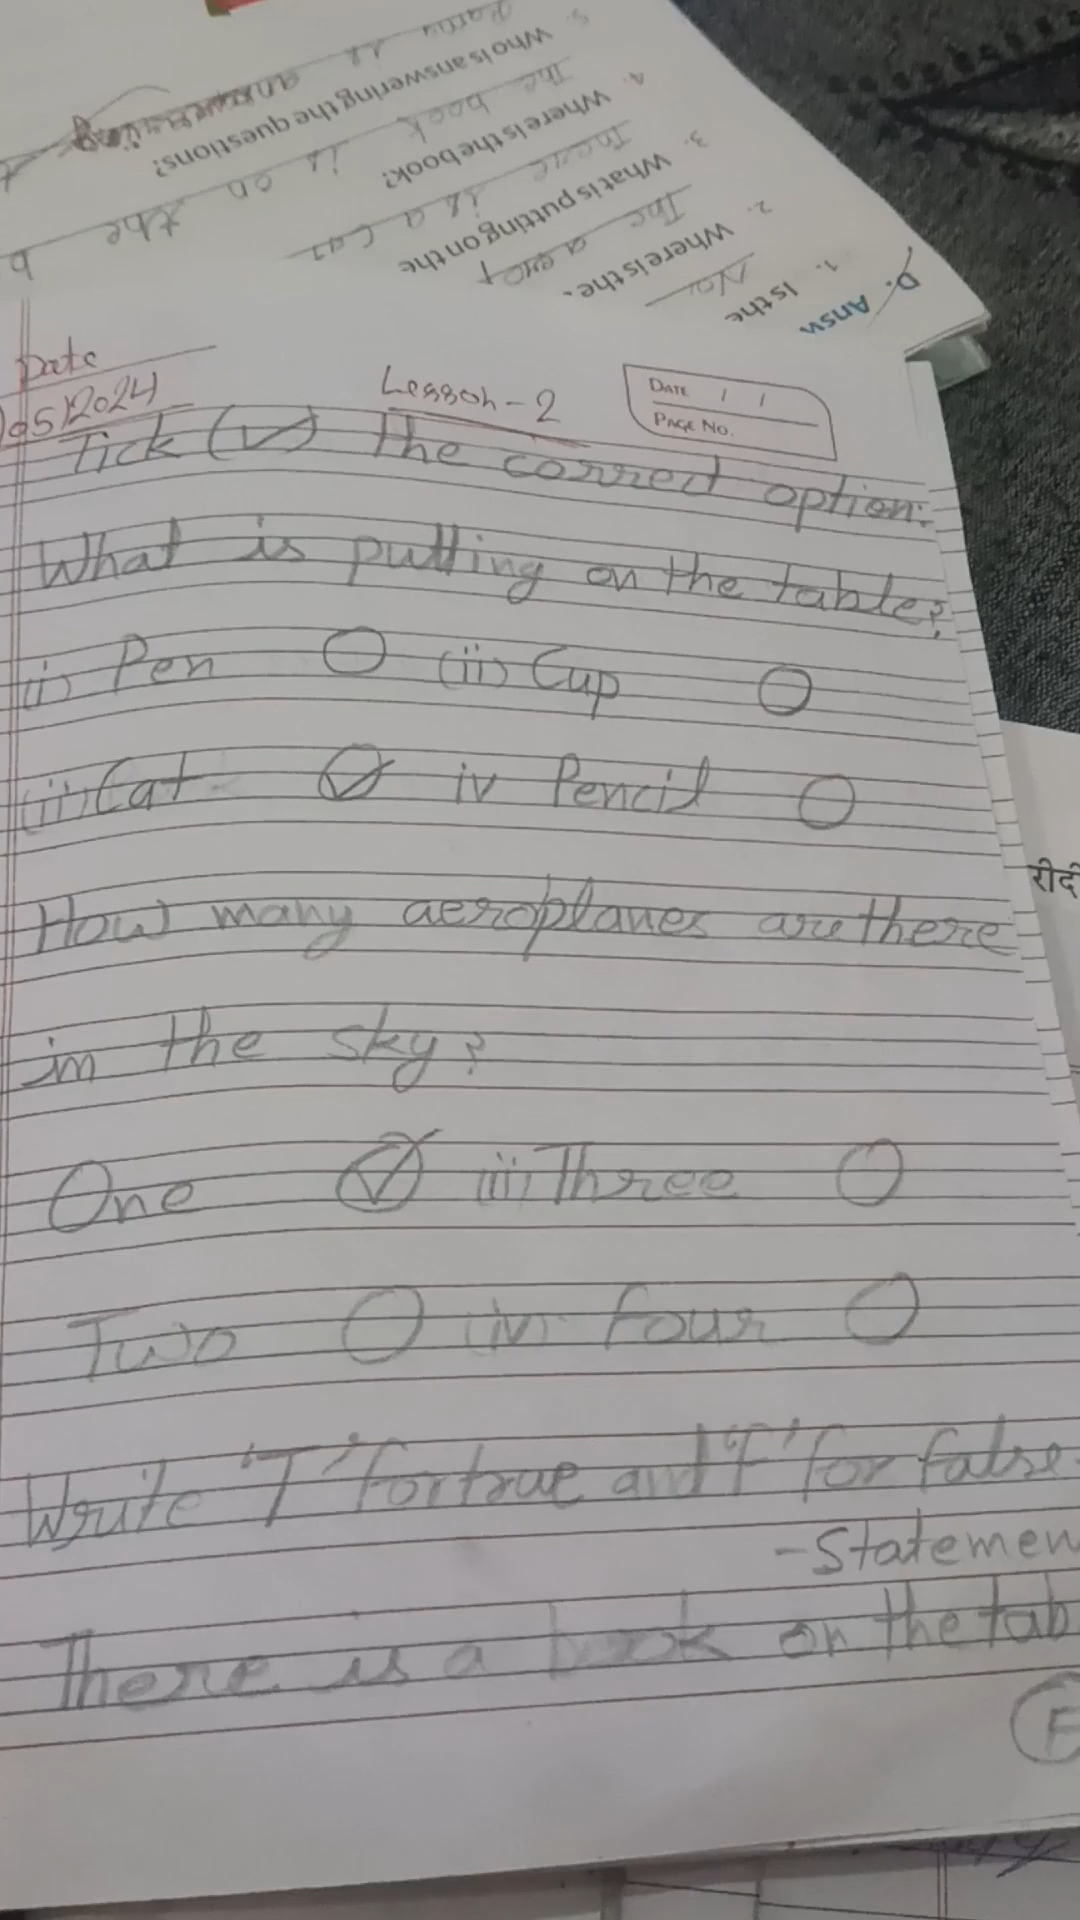 5.
Who is answering the questions?
4. The book is on the b
Where is the book?
3. There is a Cat
What is putting on the
2. The
Where is the
1. No
Is the
D. Answ
Date
05)2024
Lesson-2
DATE / /
PAGE NO.
Tick (✓) the correct option:
What is putting on the table?
(i) Pen (ii) Cup
(iii) Cat ✓ iv Pencil
How many aeroplanes are there
in the sky?
One ✓ (iii) Three
Two (iv) four
Write 'T' for true and 'F' for false
-Statemen
There is a book on the tab
F
रीद